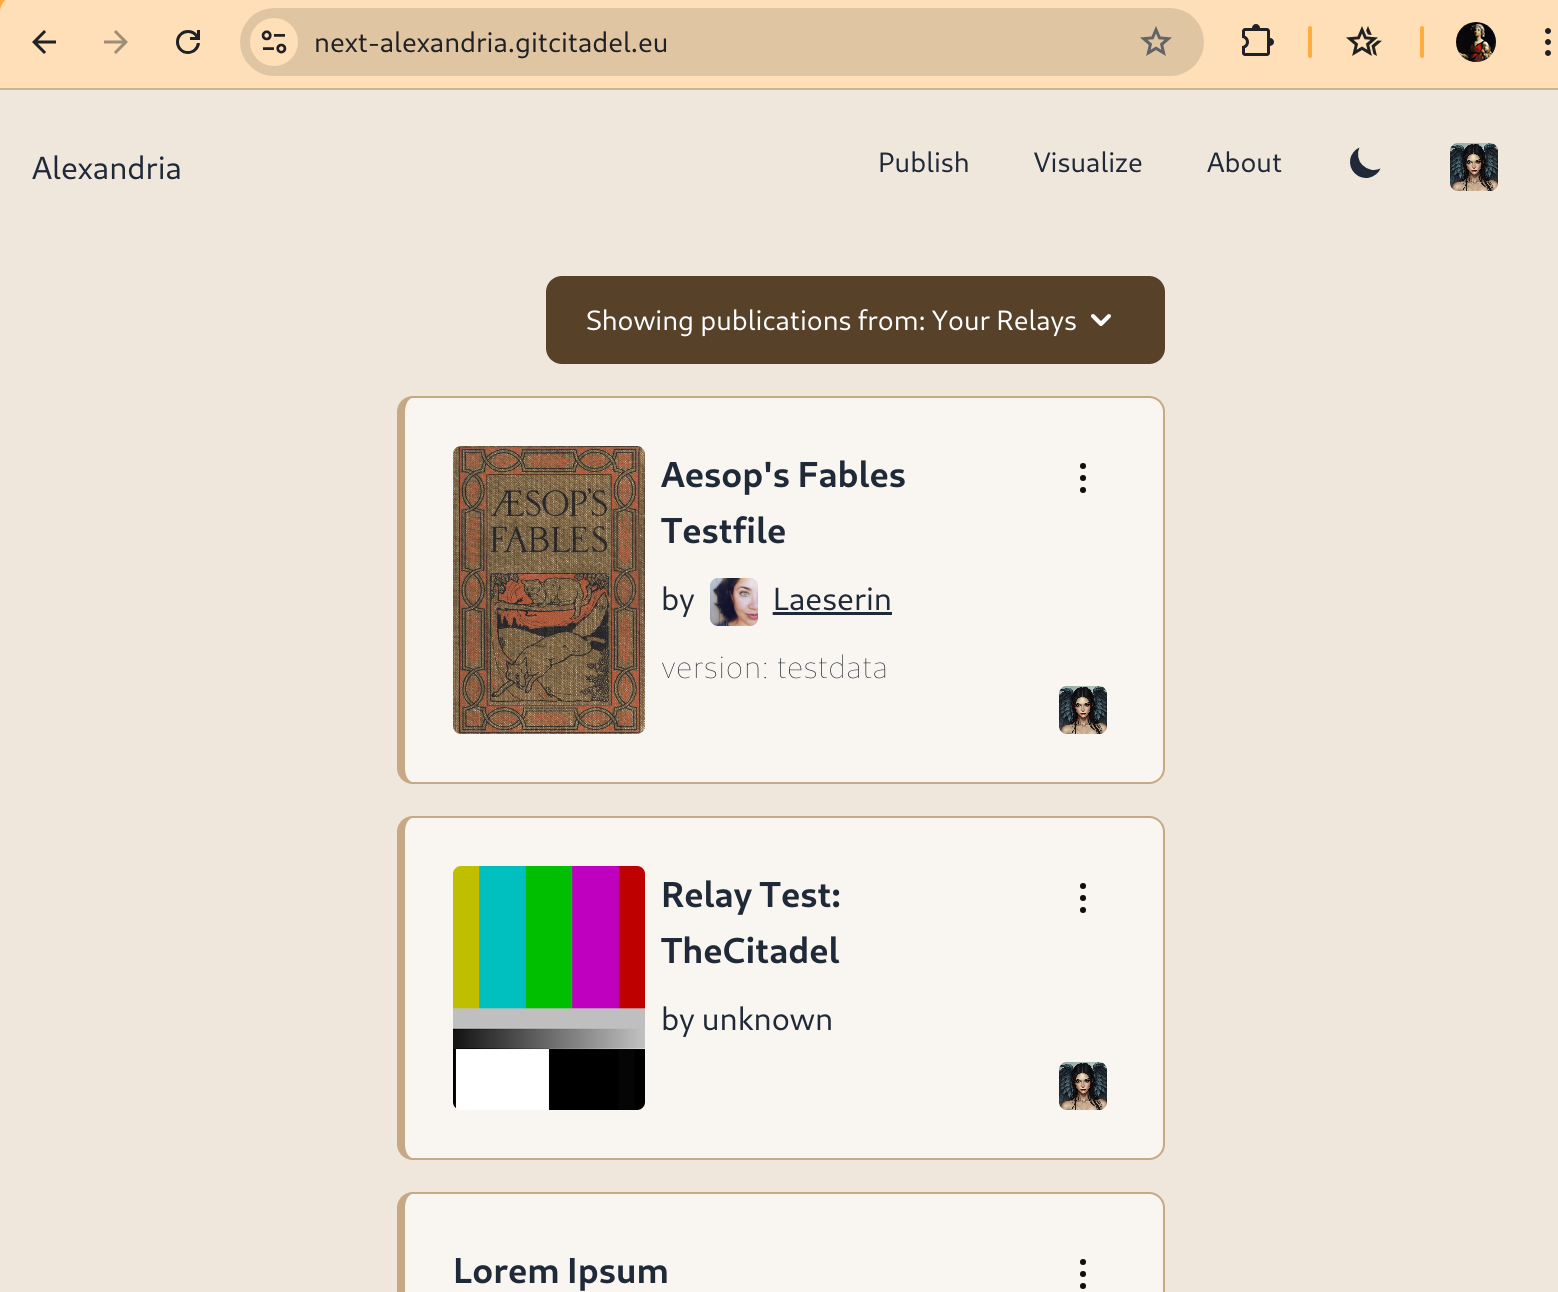 next-alexandria.gitcitadel.eu
Alexandria
Publish
Visualize
About
Showing publications from: Your Relays
ÆSOP'S
FABLES
Aesop's Fables
Testfile
by Laeserin
version: testdata
Relay Test:
TheCitadel
by unknown
Lorem Ipsum